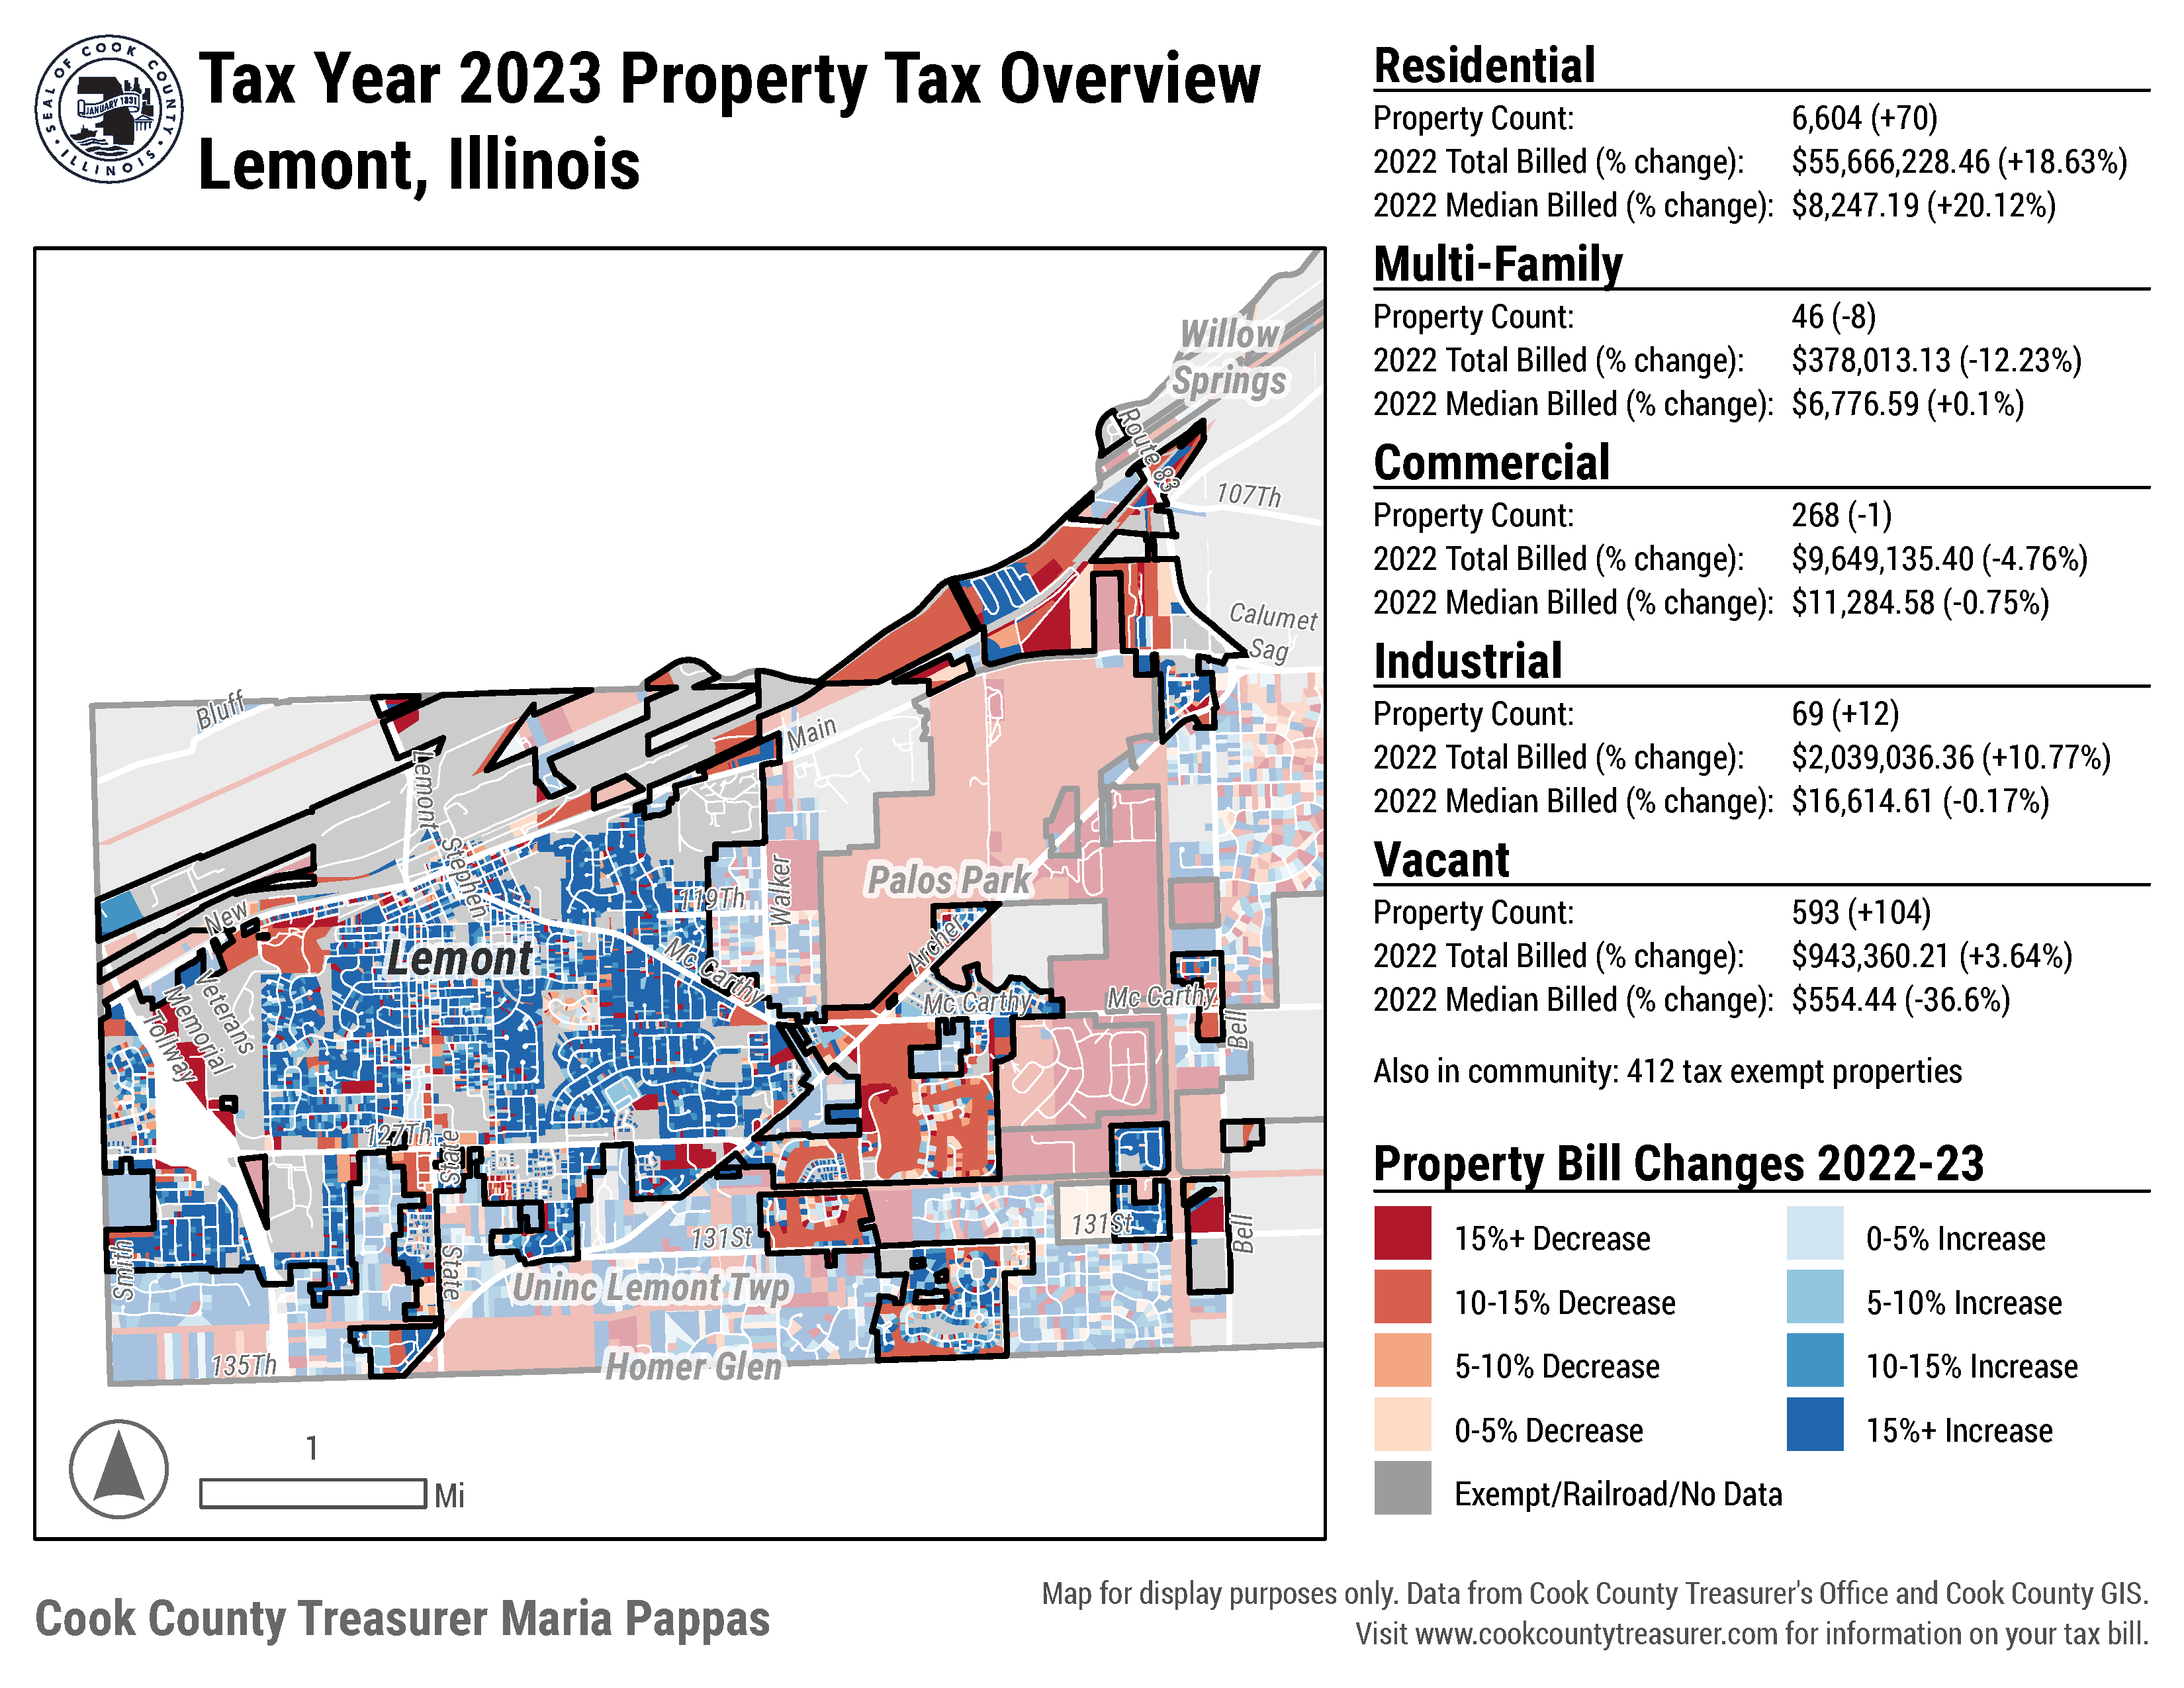 SEAL OF COOK COUNTY
JANUARY 1831
ILLINOIS
Tax Year 2023 Property Tax Overview
Lemont, Illinois
Residential
Property Count: 6,604 (+70)
2022 Total Billed (% change): $55,666,228.46 (+18.63%)
2022 Median Billed (% change): $8,247.19 (+20.12%)
Multi-Family
Property Count: 46 (-8)
2022 Total Billed (% change): $378,013.13 (-12.23%)
2022 Median Billed (% change): $6,776.59 (+0.1%)
Commercial
Property Count: 268 (-1)
2022 Total Billed (% change): $9,649,135.40 (-4.76%)
2022 Median Billed (% change): $11,284.58 (-0.75%)
Industrial
Property Count: 69 (+12)
2022 Total Billed (% change): $2,039,036.36 (+10.77%)
2022 Median Billed (% change): $16,614.61 (-0.17%)
Vacant
Property Count: 593 (+104)
2022 Total Billed (% change): $943,360.21 (+3.64%)
2022 Median Billed (% change): $554.44 (-36.6%)
Also in community: 412 tax exempt properties
Property Bill Changes 2022-23
15%+ Decrease
0-5% Increase
10-15% Decrease
5-10% Increase
5-10% Decrease
10-15% Increase
0-5% Decrease
15%+ Increase
Exempt/Railroad/No Data
Willow
Springs
Route 83
107Th
Calumet
Sag
Bluff
Main
Lemont
Stephen
119Th
Walker
Palos Park
New
Lemont
Mc Carthy
Archer
Mc Carthy
Mc Carthy
Bell
Veterans
Memorial
Tollway
127Th
State
131St
131St
Bell
Smith
State
Uninc Lemont Twp
135Th
Homer Glen
1
Mi
Cook County Treasurer Maria Pappas
Map for display purposes only. Data from Cook County Treasurer's Office and Cook County GIS.
Visit www.cookcountytreasurer.com for information on your tax bill.